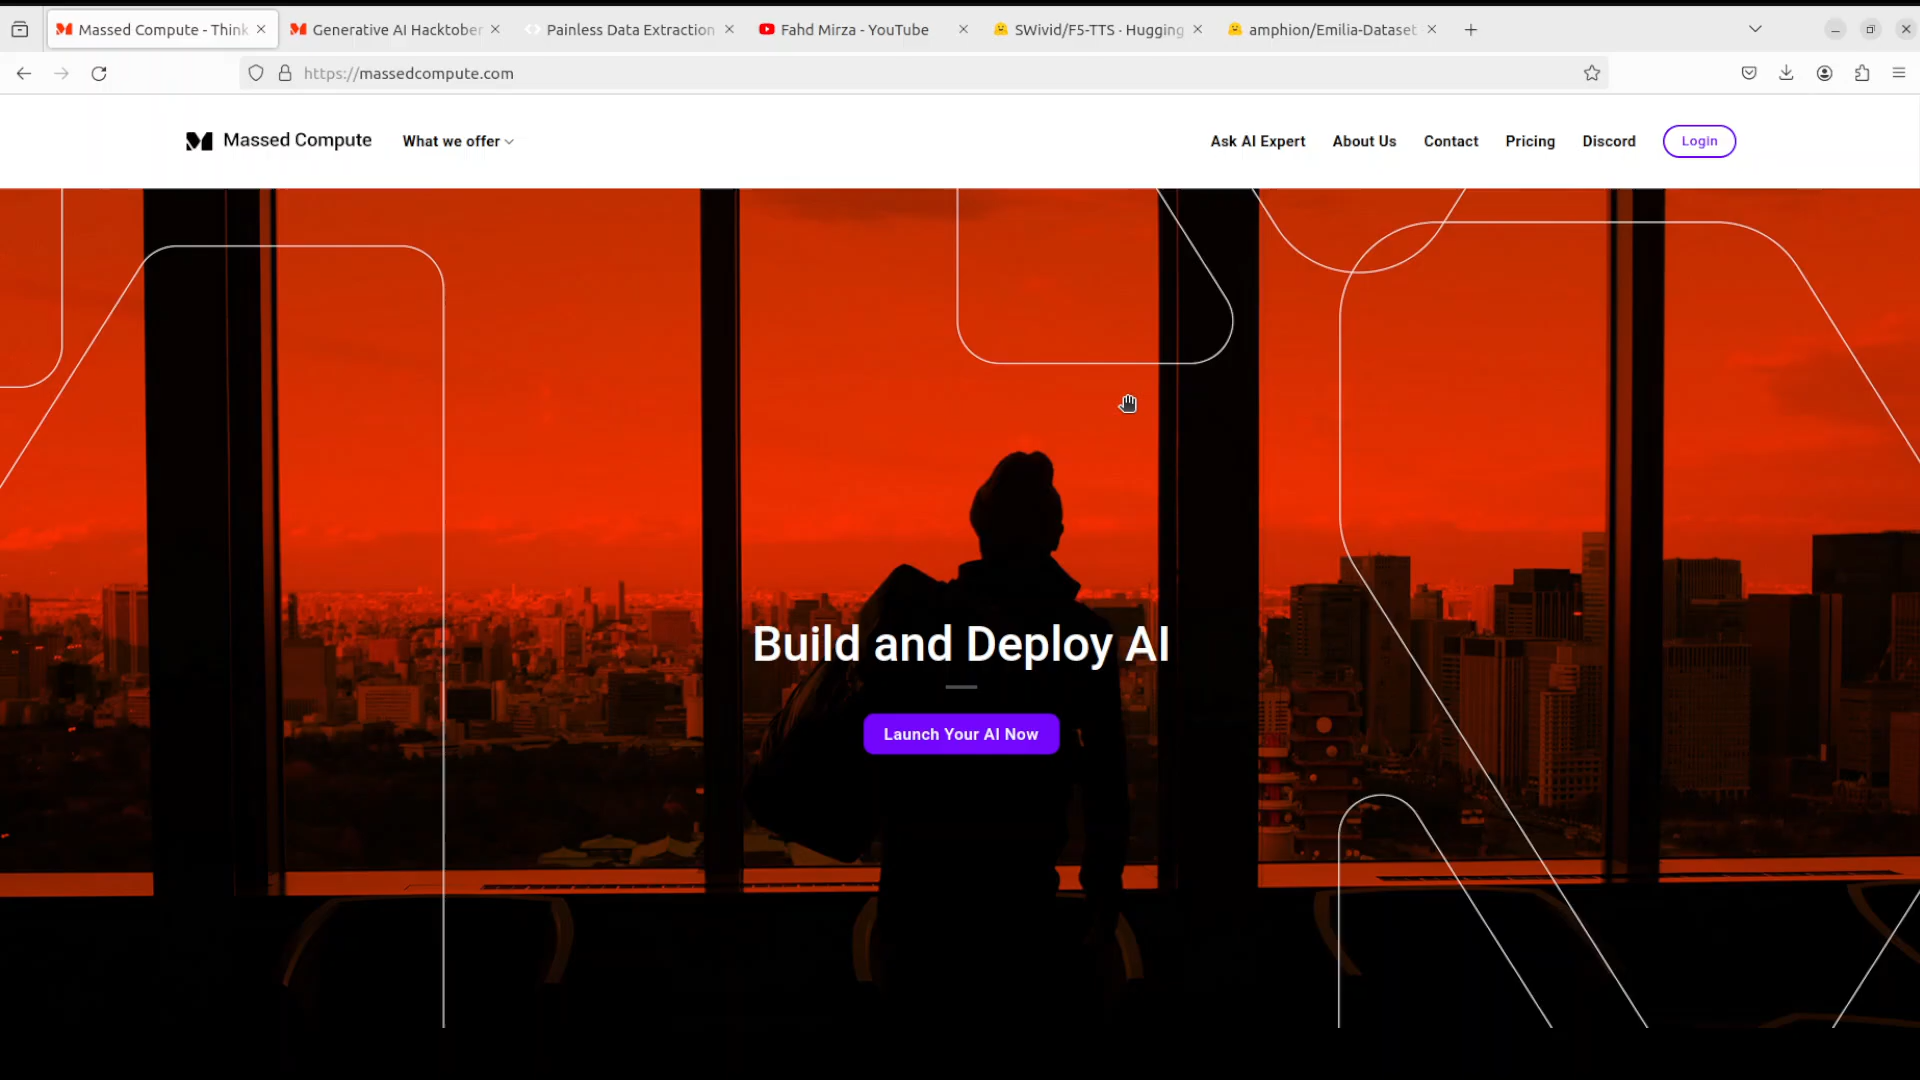 Massed Compute - Think
Generative AI Hacktober
Painless Data Extraction
Fahd Mirza - YouTube
SWivid/F5-TTS · Hugging
amphion/Emilia-Dataset
https://massedcompute.com
Massed Compute
What we offer
Ask AI Expert
About Us
Contact
Pricing
Discord
Login
Build and Deploy AI
Launch Your AI Now